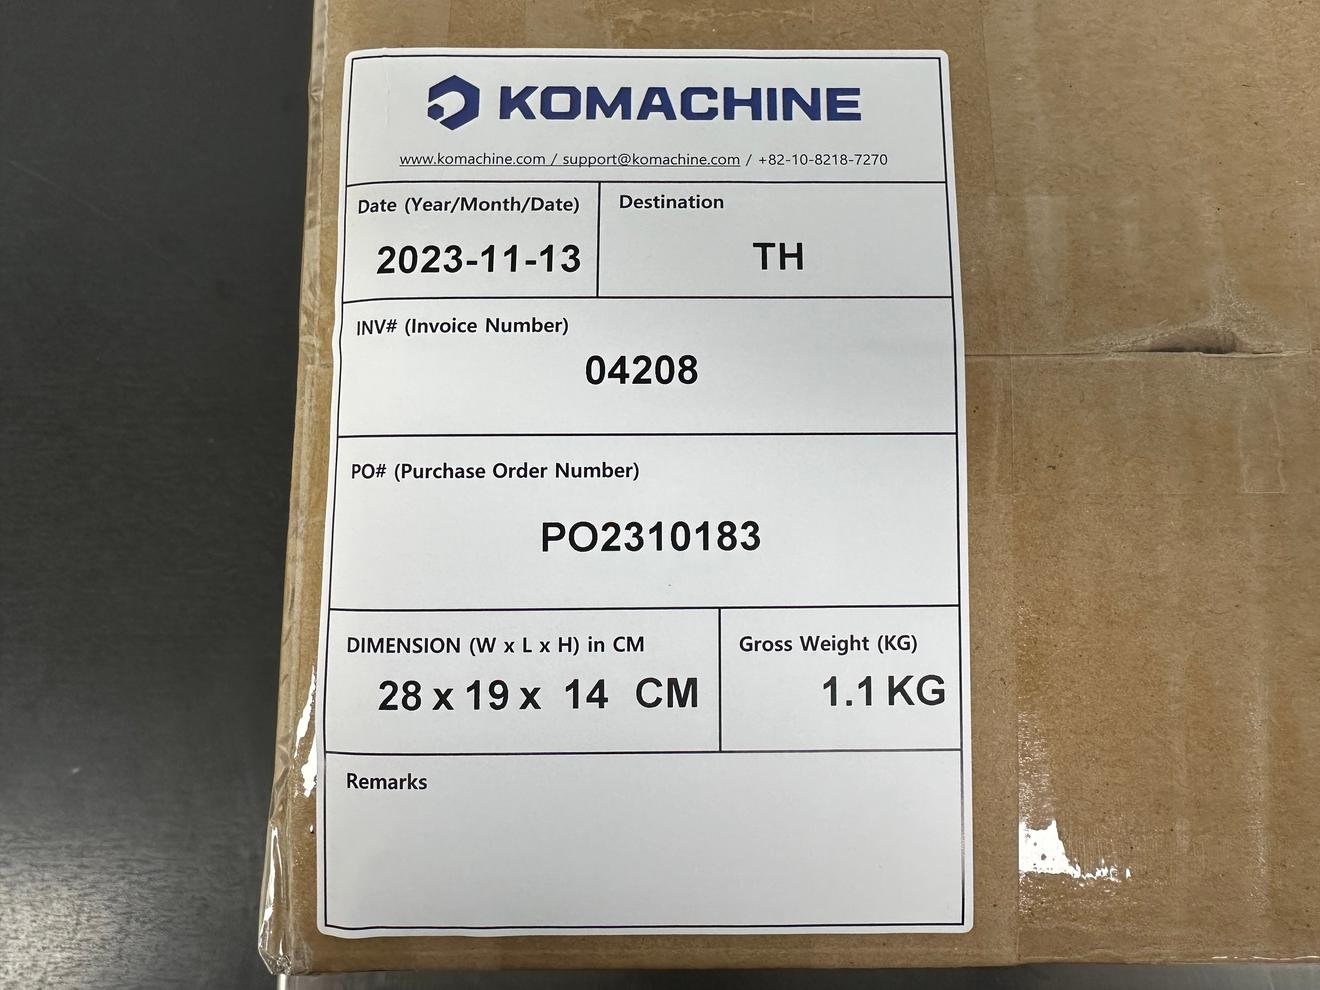 KOMACHINE
www.komachine.com / support@komachine.com / +82-10-8218-7270
Date (Year/Month/Date)
2023-11-13
Destination
TH
INV# (Invoice Number)
04208
PO# (Purchase Order Number)
PO2310183
DIMENSION (W x L x H) in CM
28 x 19 x 14 CM
Gross Weight (KG)
1.1 KG
Remarks